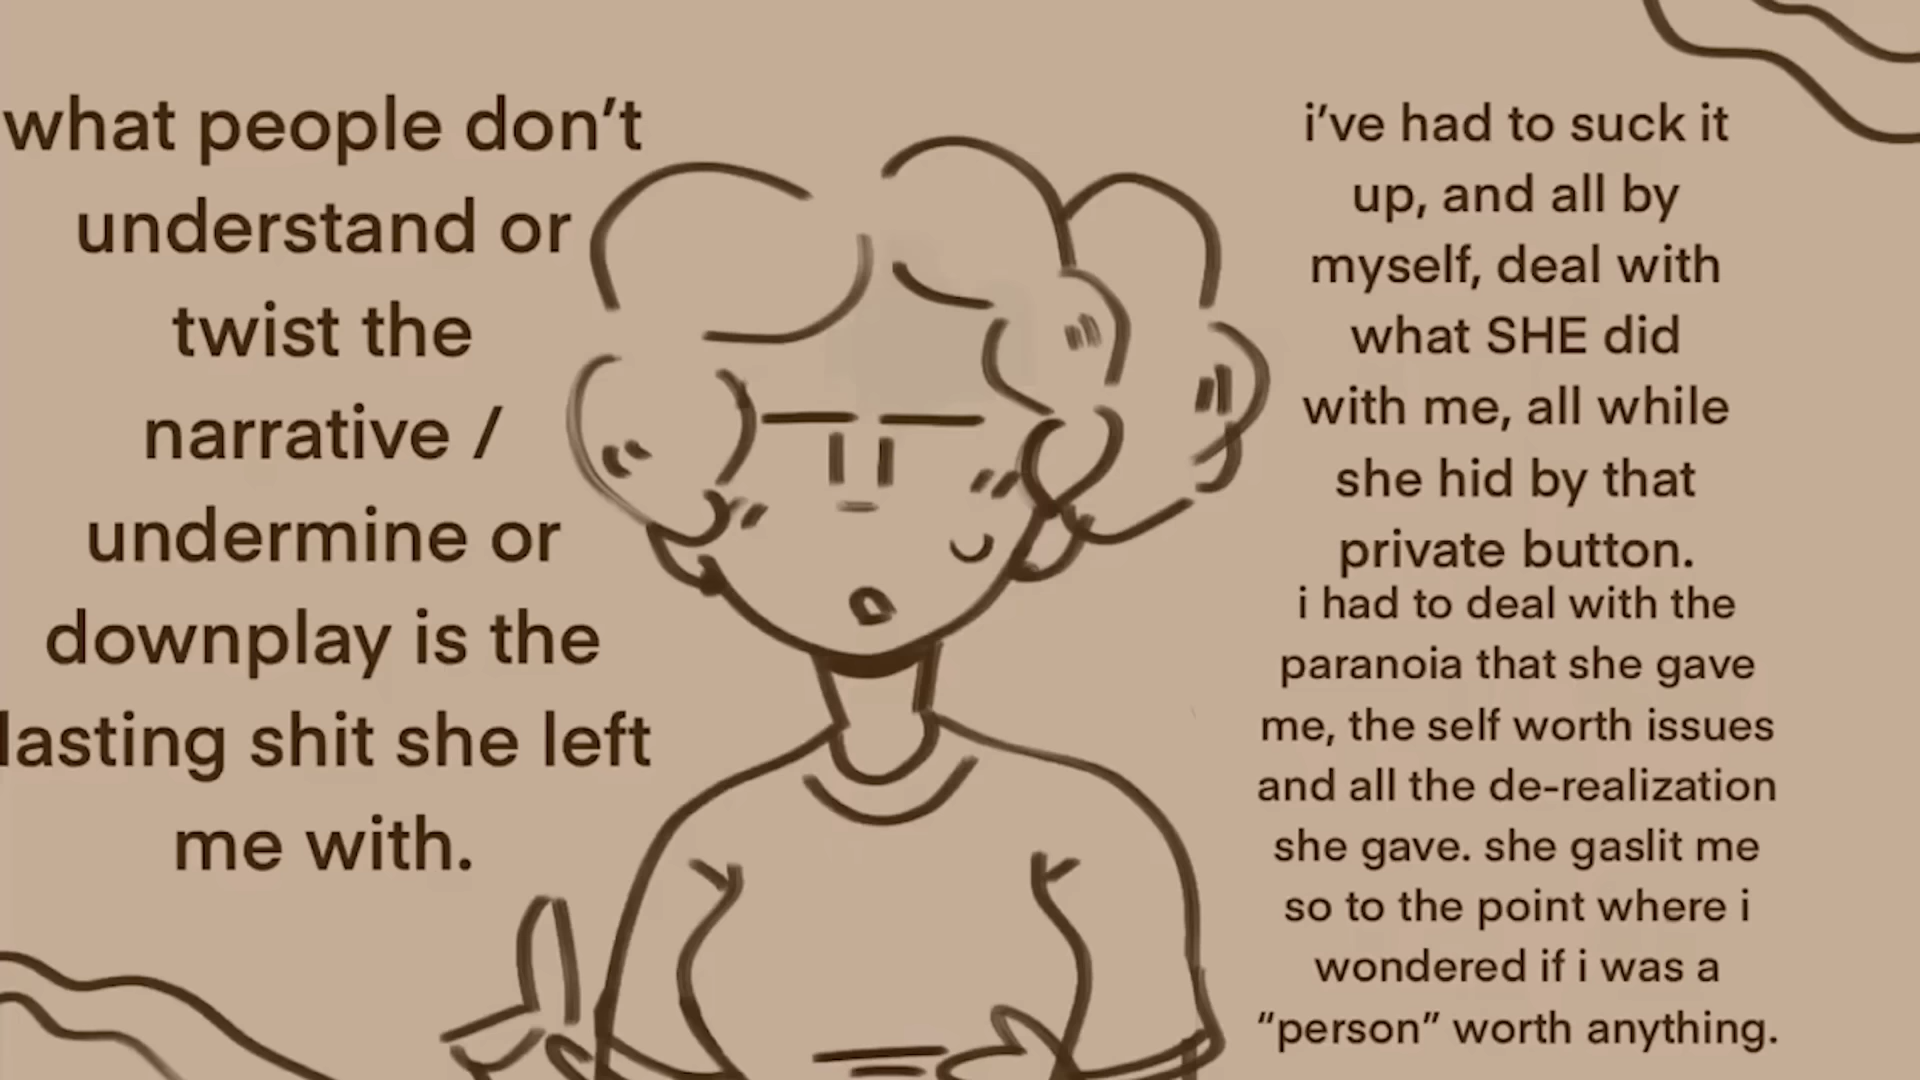 what people don’t
understand or
twist the
narrative /
undermine or
downplay is the
lasting shit she left
me with.
i’ve had to suck it
up, and all by
myself, deal with
what SHE did
with me, all while
she hid by that
private button.
i had to deal with the
paranoia that she gave
me, the self worth issues
and all the de-realization
she gave. she gaslit me
so to the point where i
wondered if i was a
“person” worth anything.